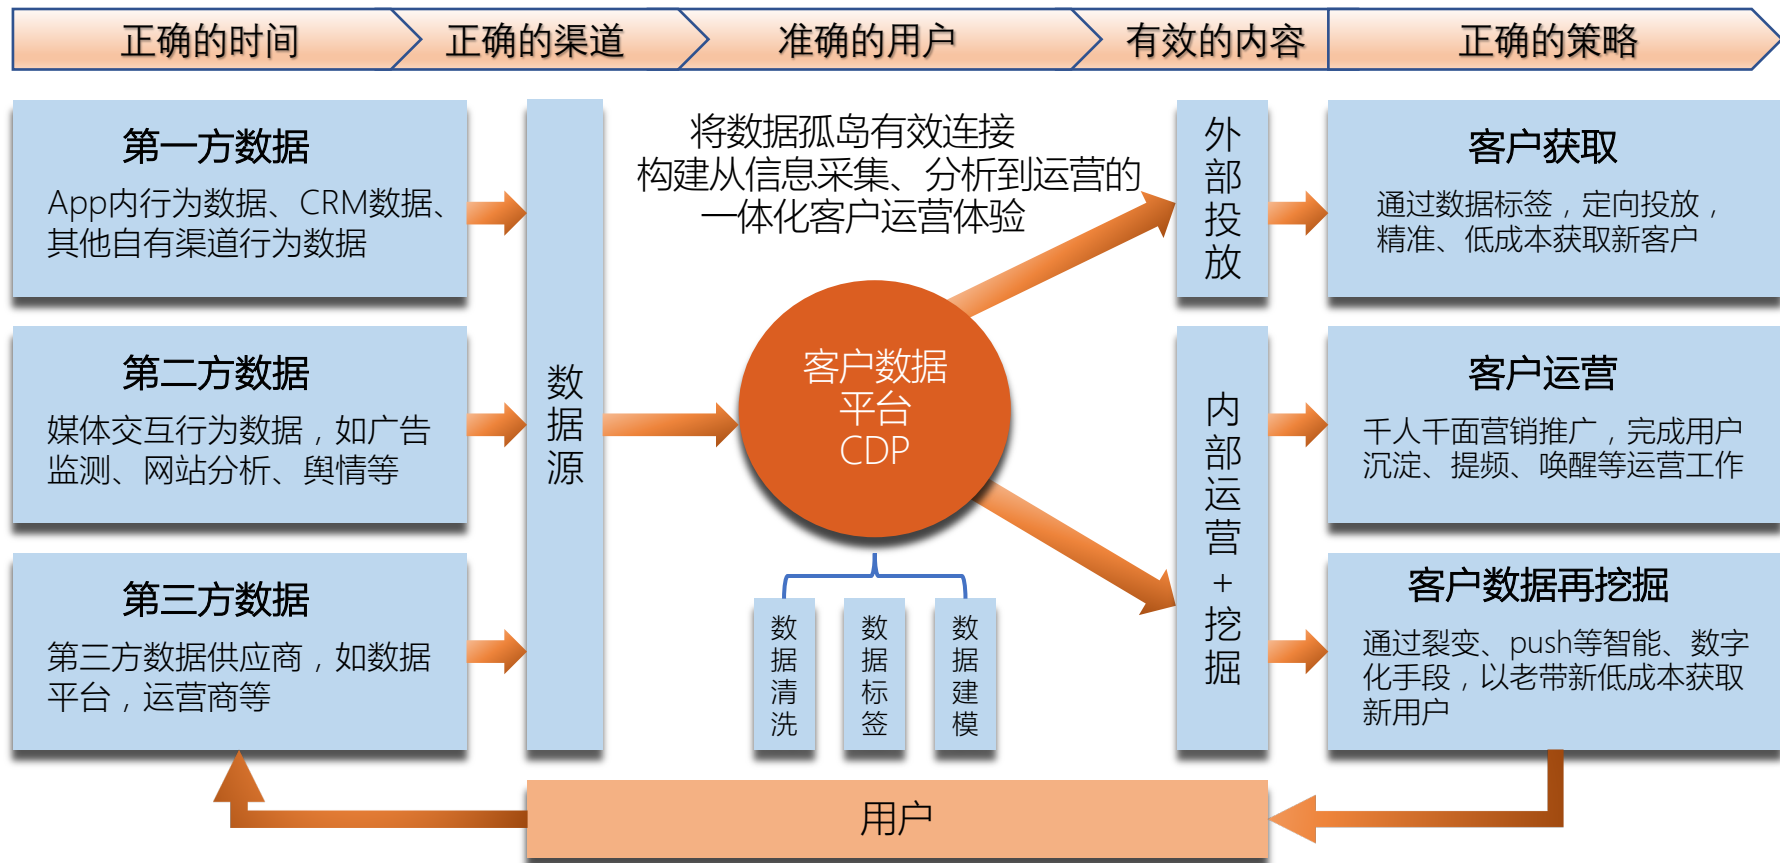 正确的时间
正确的渠道
准确的用户
有效的内容
正确的策略
第一方数据
App内行为数据、CRM数据、
其他自有渠道行为数据
第二方数据
媒体交互行为数据，如广告
监测、网站分析、舆情等
第三方数据
第三方数据供应商，如数据
平台，运营商等
数据源
将数据孤岛有效连接
构建从信息采集、分析到运营的
一体化客户运营体验
客户数据
平台
CDP
数据清洗
数据标签
数据建模
外部投放
内部运营+挖掘
客户获取
通过数据标签，定向投放，
精准、低成本获取新客户
客户运营
千人千面营销推广，完成用户
沉淀、提频、唤醒等运营工作
客户数据再挖掘
通过裂变、push等智能、数字
化手段，以老带新低成本获取
新用户
用户